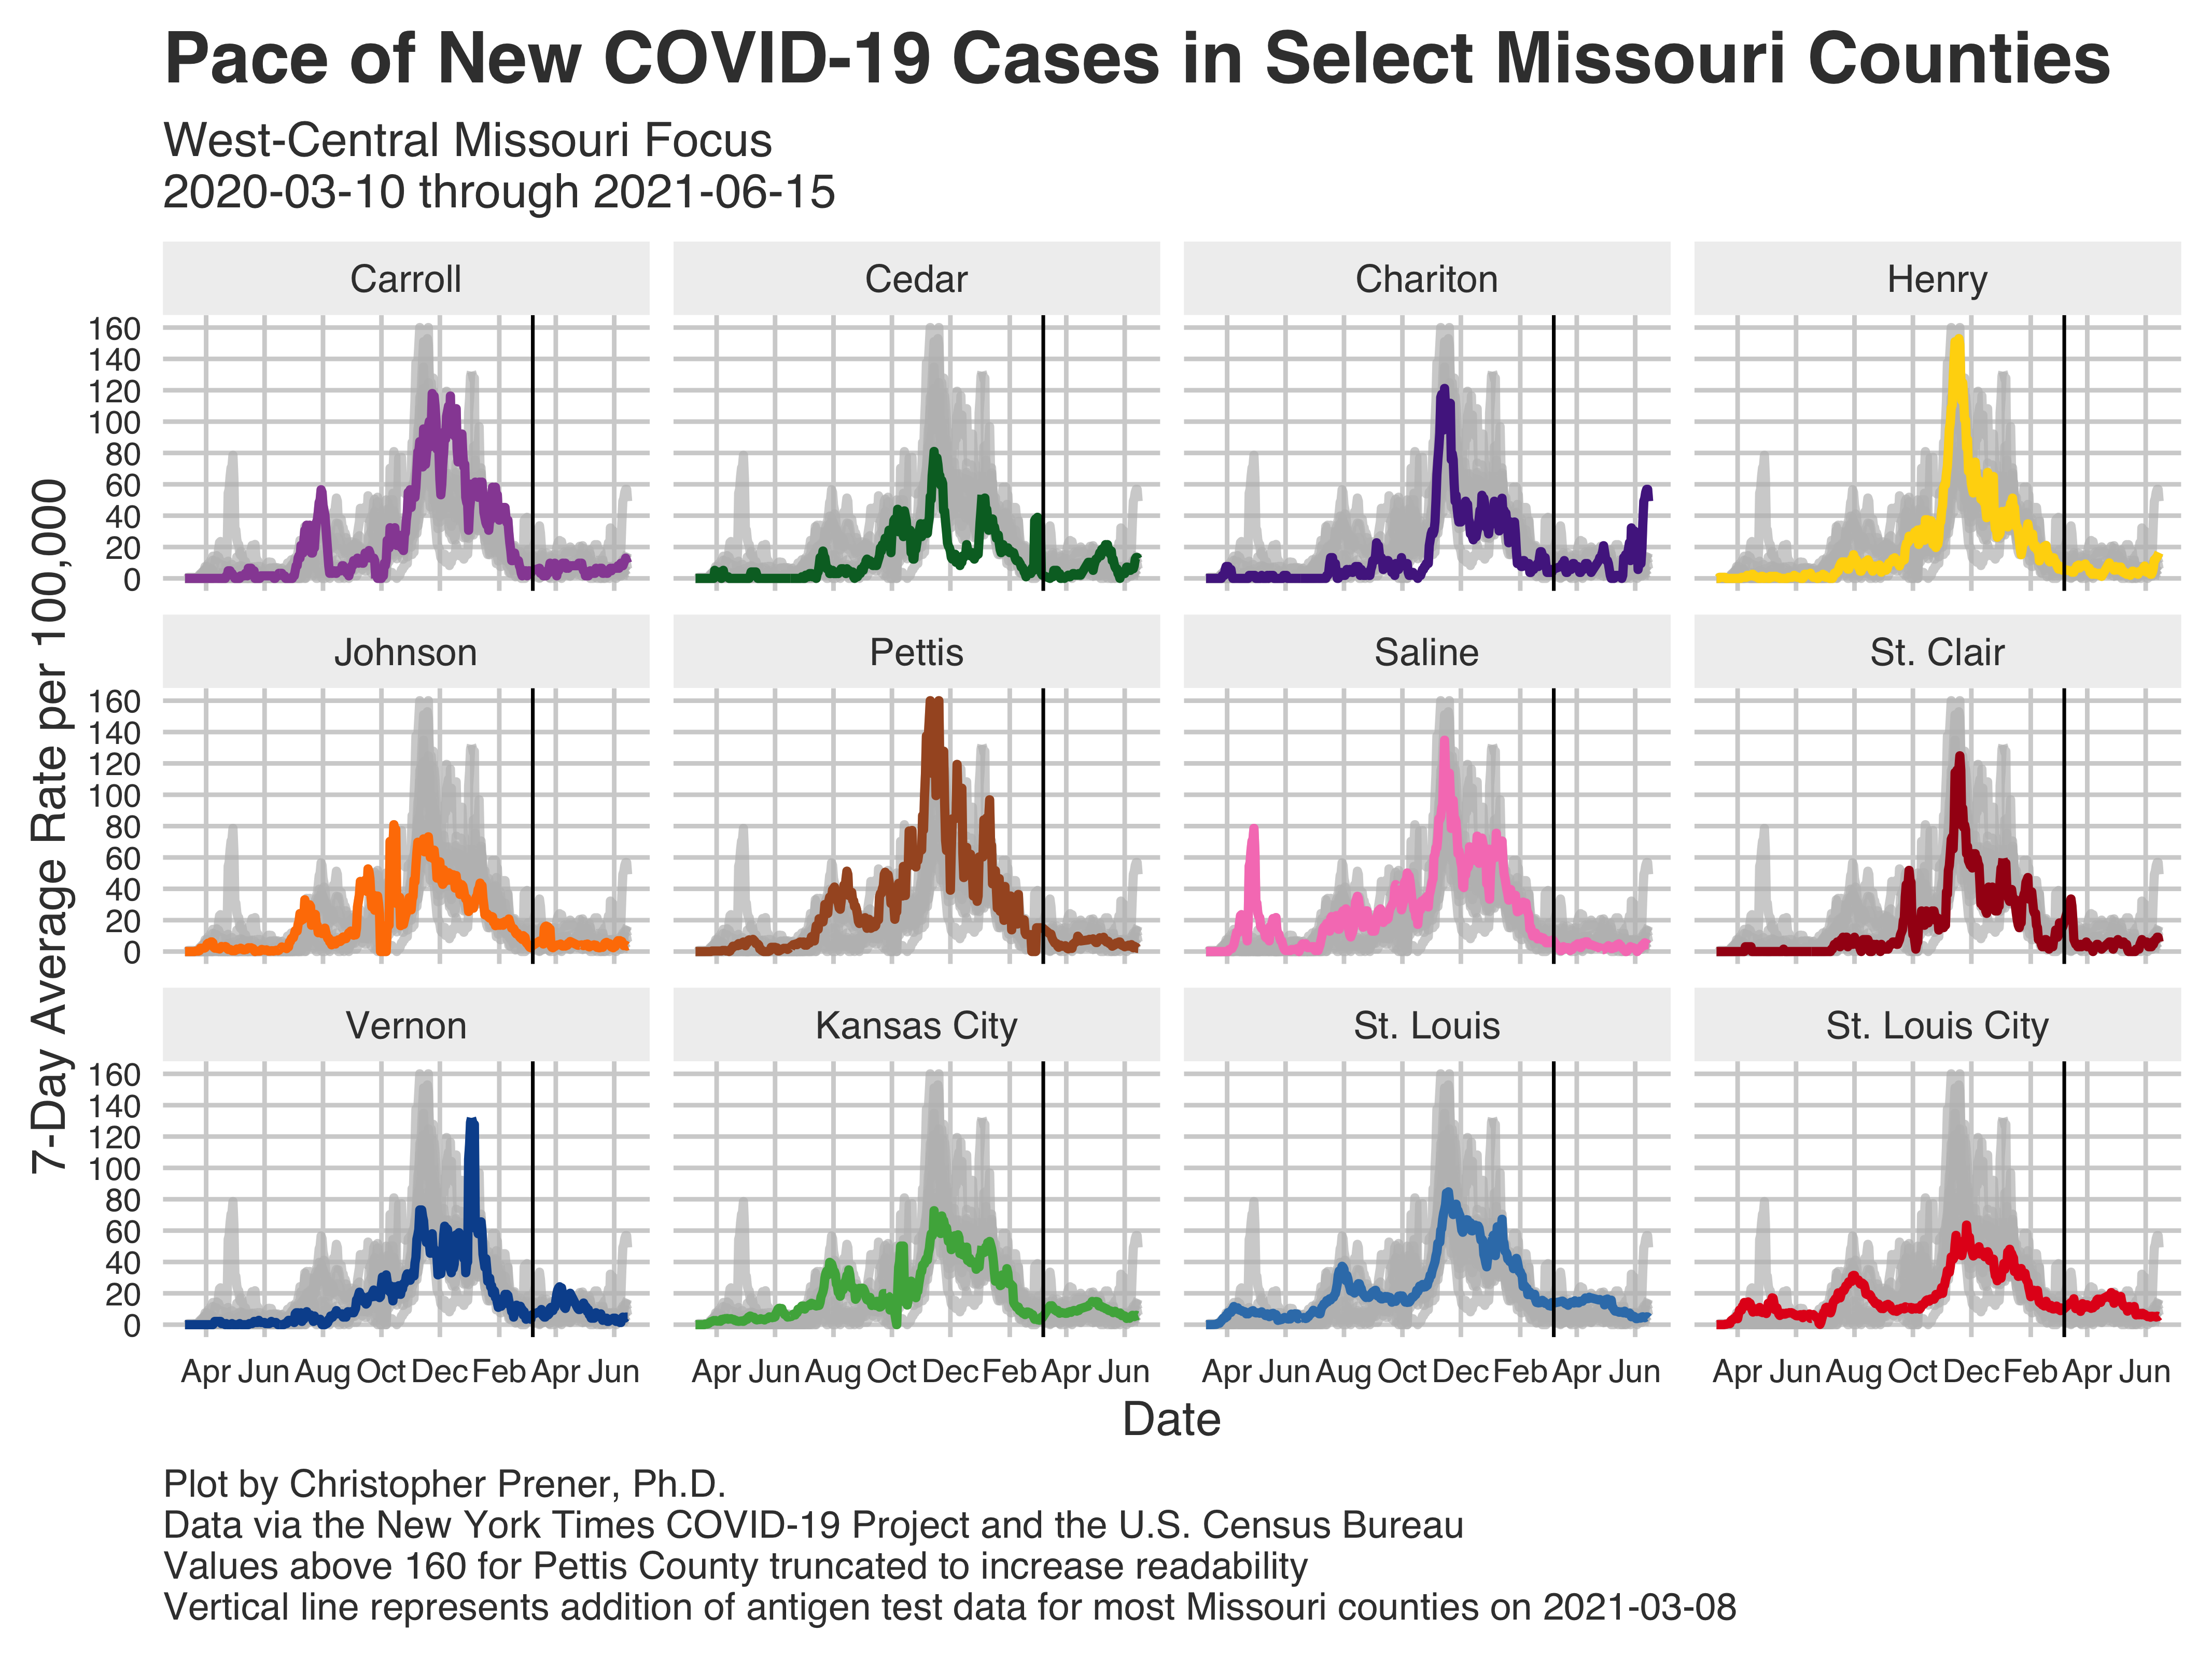 Pace of New COVID-19 Cases in Select Missouri Counties
West-Central Missouri Focus
2020-03-10 through 2021-06-15
Carroll Cedar Chariton Henry
160
140
120
100
80
60
40
20
0
Johnson Pettis Saline St. Clair
160
140
120
100
80
60
40
20
0
Vernon Kansas City St. Louis St. Louis City
160
140
120
100
80
60
40
20
0
7-Day Average Rate per 100,000
Apr Jun Aug Oct Dec Feb Apr Jun Apr Jun Aug Oct Dec Feb Apr Jun Apr Jun Aug Oct Dec Feb Apr Jun Apr Jun Aug Oct Dec Feb Apr Jun
Date
Plot by Christopher Prener, Ph.D.
Data via the New York Times COVID-19 Project and the U.S. Census Bureau
Values above 160 for Pettis County truncated to increase readability
Vertical line represents addition of antigen test data for most Missouri counties on 2021-03-08